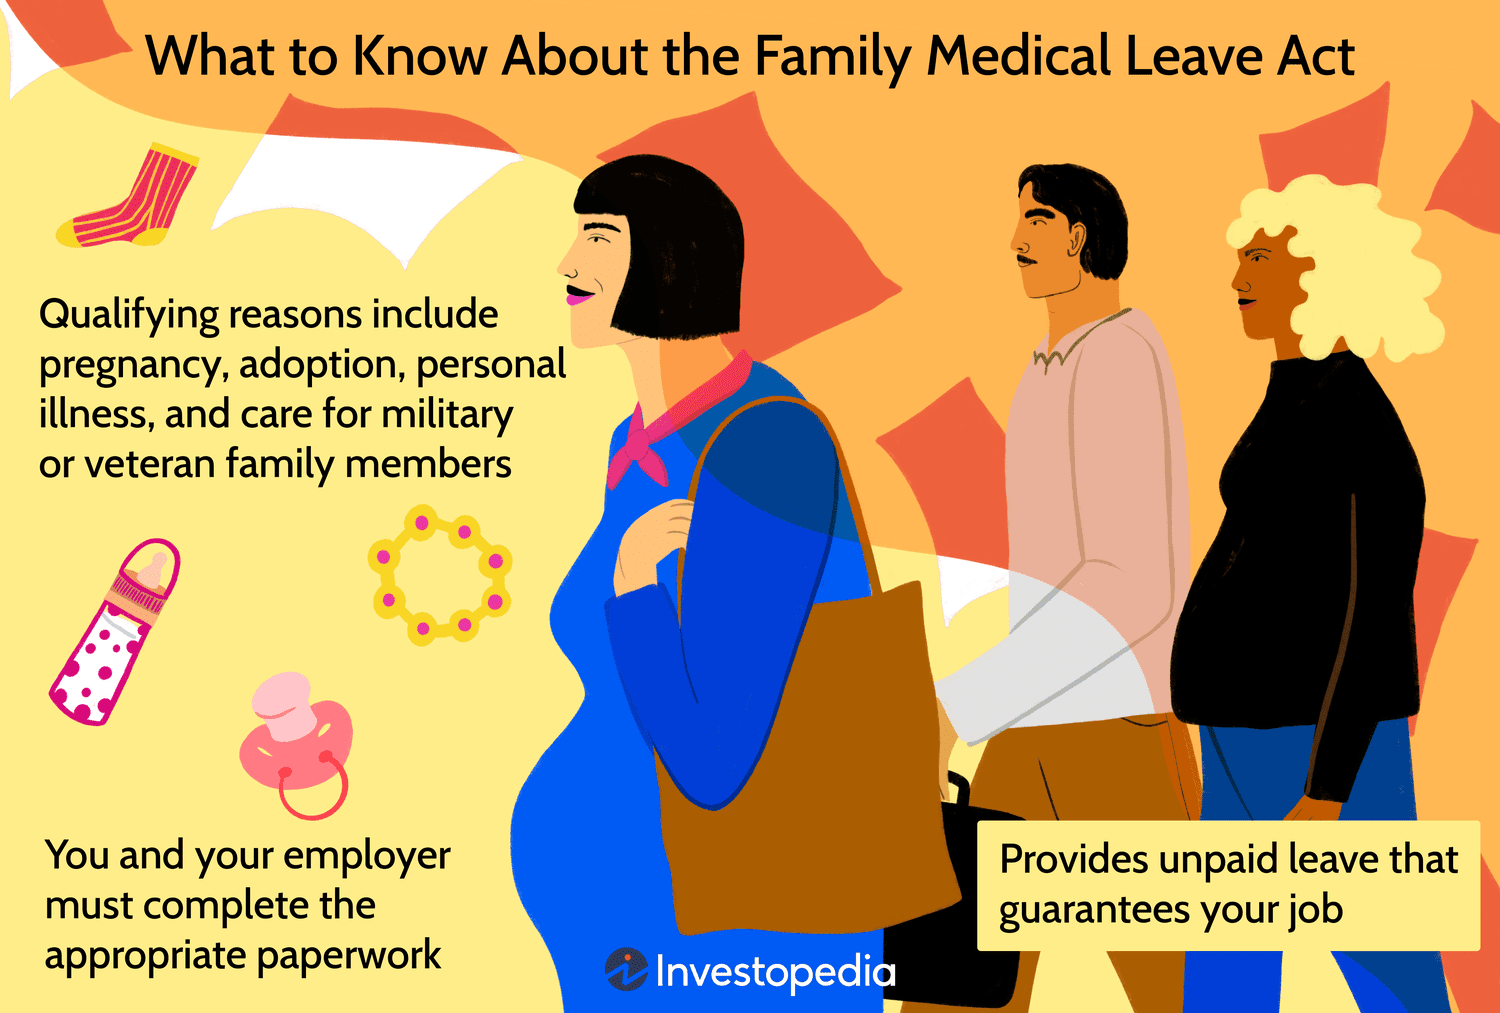 What to Know About the Family Medical Leave Act
Qualifying reasons include
pregnancy, adoption, personal
illness, and care for military
or veteran family members
You and your employer
must complete the
appropriate paperwork
Provides unpaid leave that
guarantees your job
Investopedia